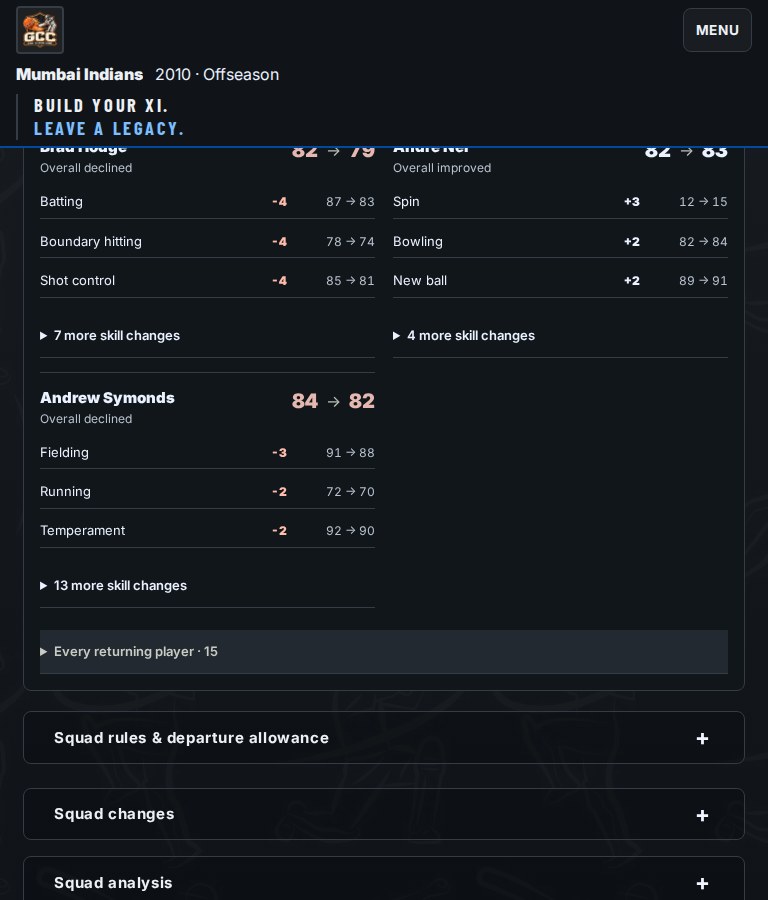 GCC
MENU
Mumbai Indians 2010 · Offseason
BUILD YOUR XI.
LEAVE A LEGACY.
Brad Hodge 82 → 79
Overall declined
Batting -4 87 → 83
Boundary hitting -4 78 → 74
Shot control -4 85 → 81
▶ 7 more skill changes
Andre Nel 82 → 83
Overall improved
Spin +3 12 → 15
Bowling +2 82 → 84
New ball +2 89 → 91
▶ 4 more skill changes
Andrew Symonds 84 → 82
Overall declined
Fielding -3 91 → 88
Running -2 72 → 70
Temperament -2 92 → 90
▶ 13 more skill changes
▶ Every returning player · 15
Squad rules & departure allowance +
Squad changes +
Squad analysis +